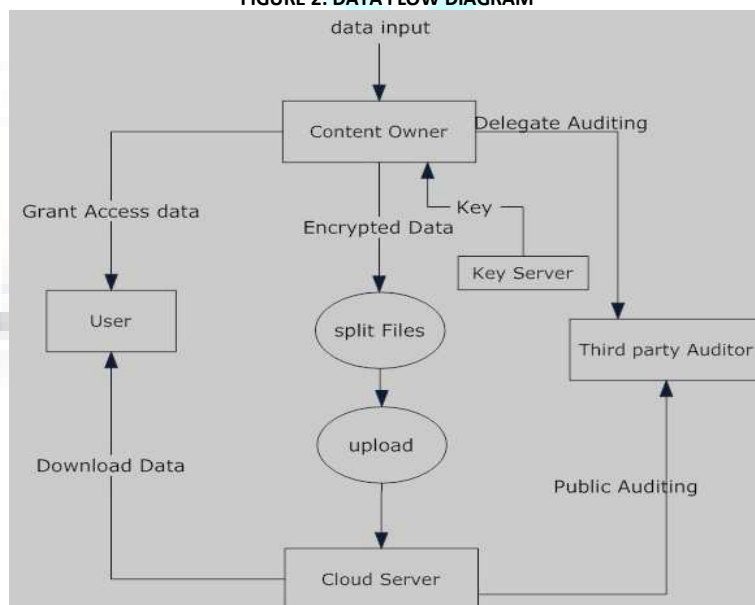 FIGURE 2: DATA FLOW DIAGRAM
data input
Content Owner
Delegate Auditing
Grant Access data
Key
Encrypted Data
Key Server
User
split Files
Third party Auditor
upload
Download Data
Public Auditing
Cloud Server